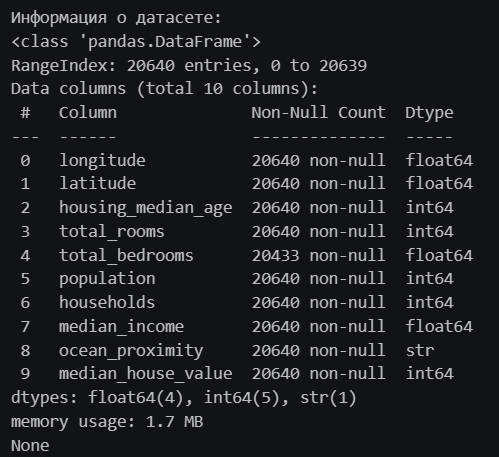 Информация о датасете:
<class 'pandas.DataFrame'>
RangeIndex: 20640 entries, 0 to 20639
Data columns (total 10 columns):
 #   Column              Non-Null Count  Dtype
---  ------              --------------  -----
 0   longitude           20640 non-null  float64
 1   latitude            20640 non-null  float64
 2   housing_median_age  20640 non-null  int64
 3   total_rooms         20640 non-null  int64
 4   total_bedrooms      20433 non-null  float64
 5   population          20640 non-null  int64
 6   households          20640 non-null  int64
 7   median_income       20640 non-null  float64
 8   ocean_proximity     20640 non-null  str
 9   median_house_value  20640 non-null  int64
dtypes: float64(4), int64(5), str(1)
memory usage: 1.7 MB
None